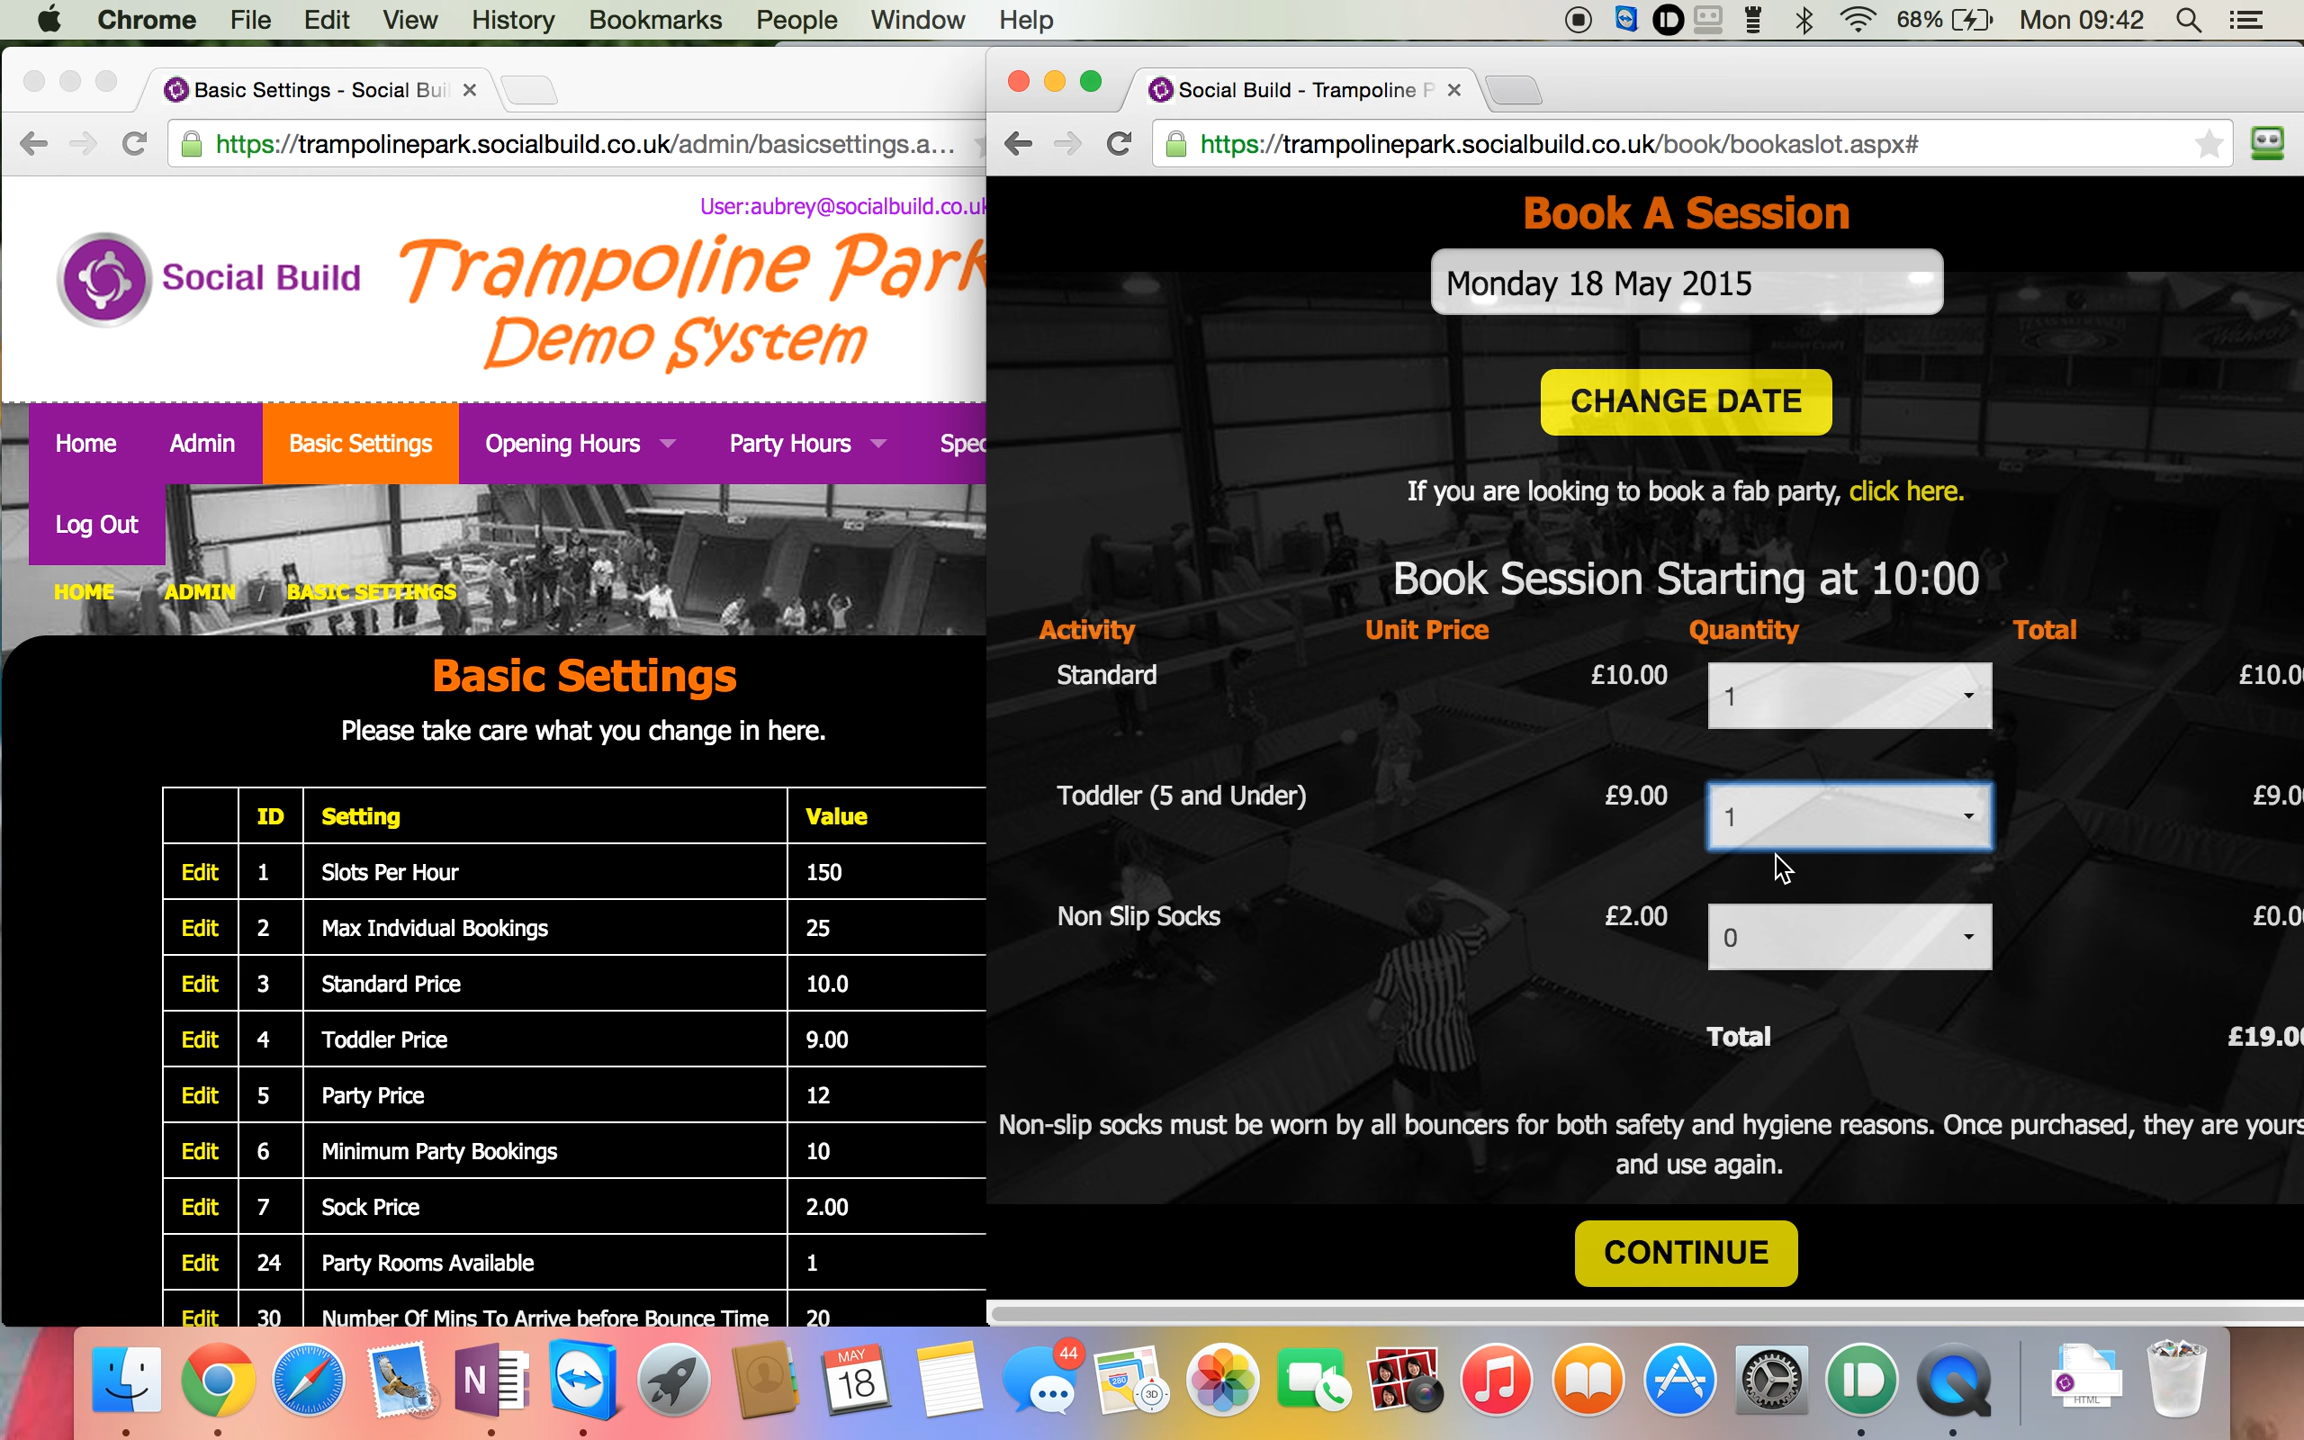 Chrome File Edit View History Bookmarks People Window Help 68% Mon 09:42
Basic Settings - Social Buil
https://trampolinepark.socialbuild.co.uk/admin/basicsettings.a...
User:aubrey@socialbuild.co.uk
Social Build
Trampoline Park
Demo System
Home Admin Basic Settings Opening Hours Party Hours Spec
Log Out
HOME ADMIN / BASIC SETTINGS
Basic Settings
Please take care what you change in here.
ID Setting Value
Edit 1 Slots Per Hour 150
Edit 2 Max Indvidual Bookings 25
Edit 3 Standard Price 10.0
Edit 4 Toddler Price 9.00
Edit 5 Party Price 12
Edit 6 Minimum Party Bookings 10
Edit 7 Sock Price 2.00
Edit 24 Party Rooms Available 1
Edit 30 Number Of Mins To Arrive before Bounce Time 20
Social Build - Trampoline P
https://trampolinepark.socialbuild.co.uk/book/bookaslot.aspx#
Book A Session
Monday 18 May 2015
CHANGE DATE
If you are looking to book a fab party, click here.
Book Session Starting at 10:00
Activity Unit Price Quantity Total
Standard £10.00 1 £10.00
Toddler (5 and Under) £9.00 1 £9.00
Non Slip Socks £2.00 0 £0.00
Total £19.00
Non-slip socks must be worn by all bouncers for both safety and hygiene reasons. Once purchased, they are yours
and use again.
CONTINUE
44
MAY
18
N
280
3D
HTML